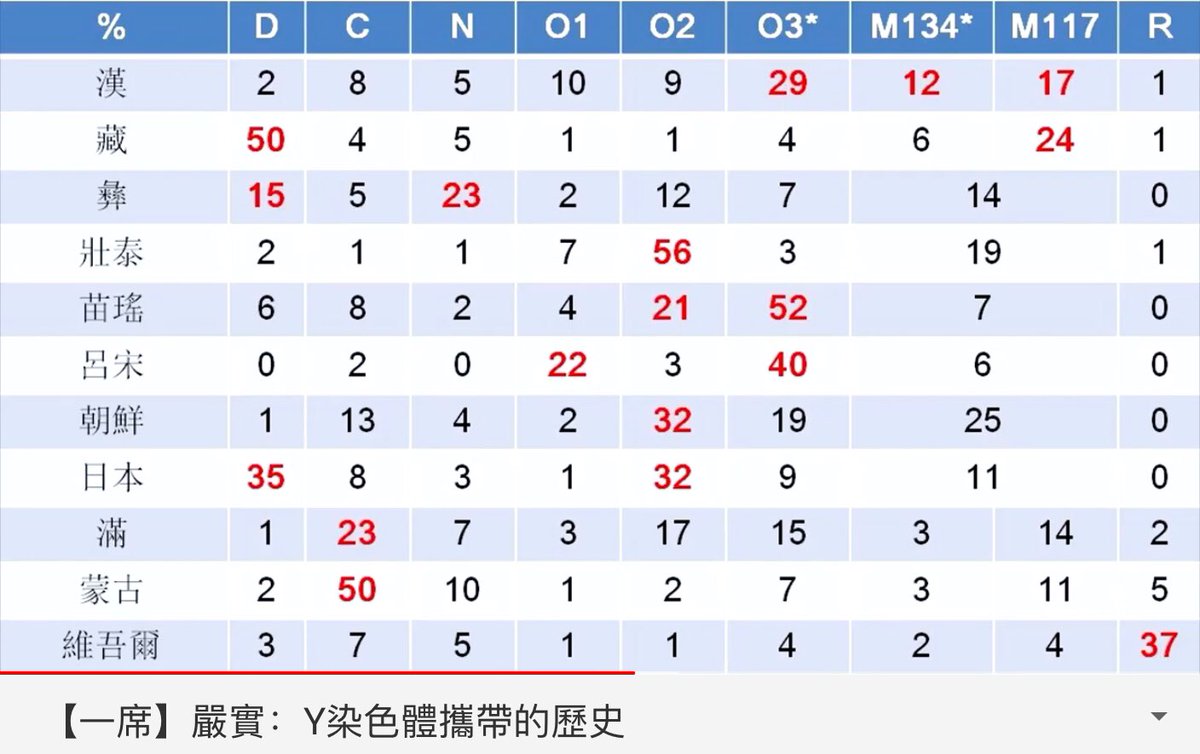 % D C N O1 O2 O3* M134* M117 R
漢 2 8 5 10 9 29 12 17 1
藏 50 4 5 1 1 4 6 24 1
彝 15 5 23 2 12 7 14 0
壯泰 2 1 1 7 56 3 19 1
苗瑤 6 8 2 4 21 52 7 0
呂宋 0 2 0 22 3 40 6 0
朝鮮 1 13 4 2 32 19 25 0
日本 35 8 3 1 32 9 11 0
滿 1 23 7 3 17 15 3 14 2
蒙古 2 50 10 1 2 7 3 11 5
維吾爾 3 7 5 1 1 4 2 4 37
【一席】嚴實：Y染色體攜帶的歷史